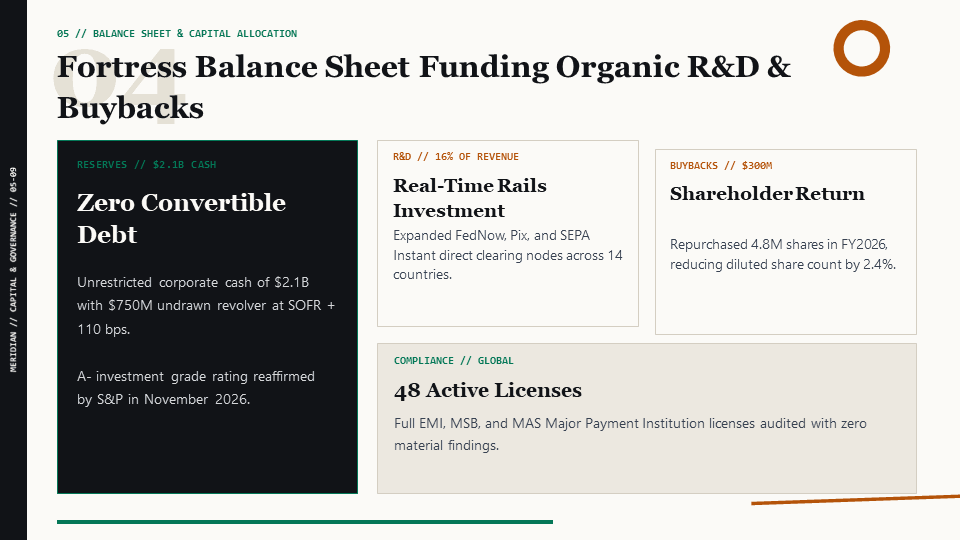 05 // BALANCE SHEET & CAPITAL ALLOCATION
04
Fortress Balance Sheet Funding Organic R&D &
Buybacks
MERIDIAN // CAPITAL & GOVERNANCE // 05-09
RESERVES // $2.1B CASH
Zero Convertible
Debt
Unrestricted corporate cash of $2.1B
with $750M undrawn revolver at SOFR +
110 bps.
A- investment grade rating reaffirmed
by S&P in November 2026.
R&D // 16% OF REVENUE
Real-Time Rails
Investment
Expanded FedNow, Pix, and SEPA
Instant direct clearing nodes across 14
countries.
BUYBACKS // $300M
Shareholder Return
Repurchased 4.8M shares in FY2026,
reducing diluted share count by 2.4%.
COMPLIANCE // GLOBAL
48 Active Licenses
Full EMI, MSB, and MAS Major Payment Institution licenses audited with zero
material findings.